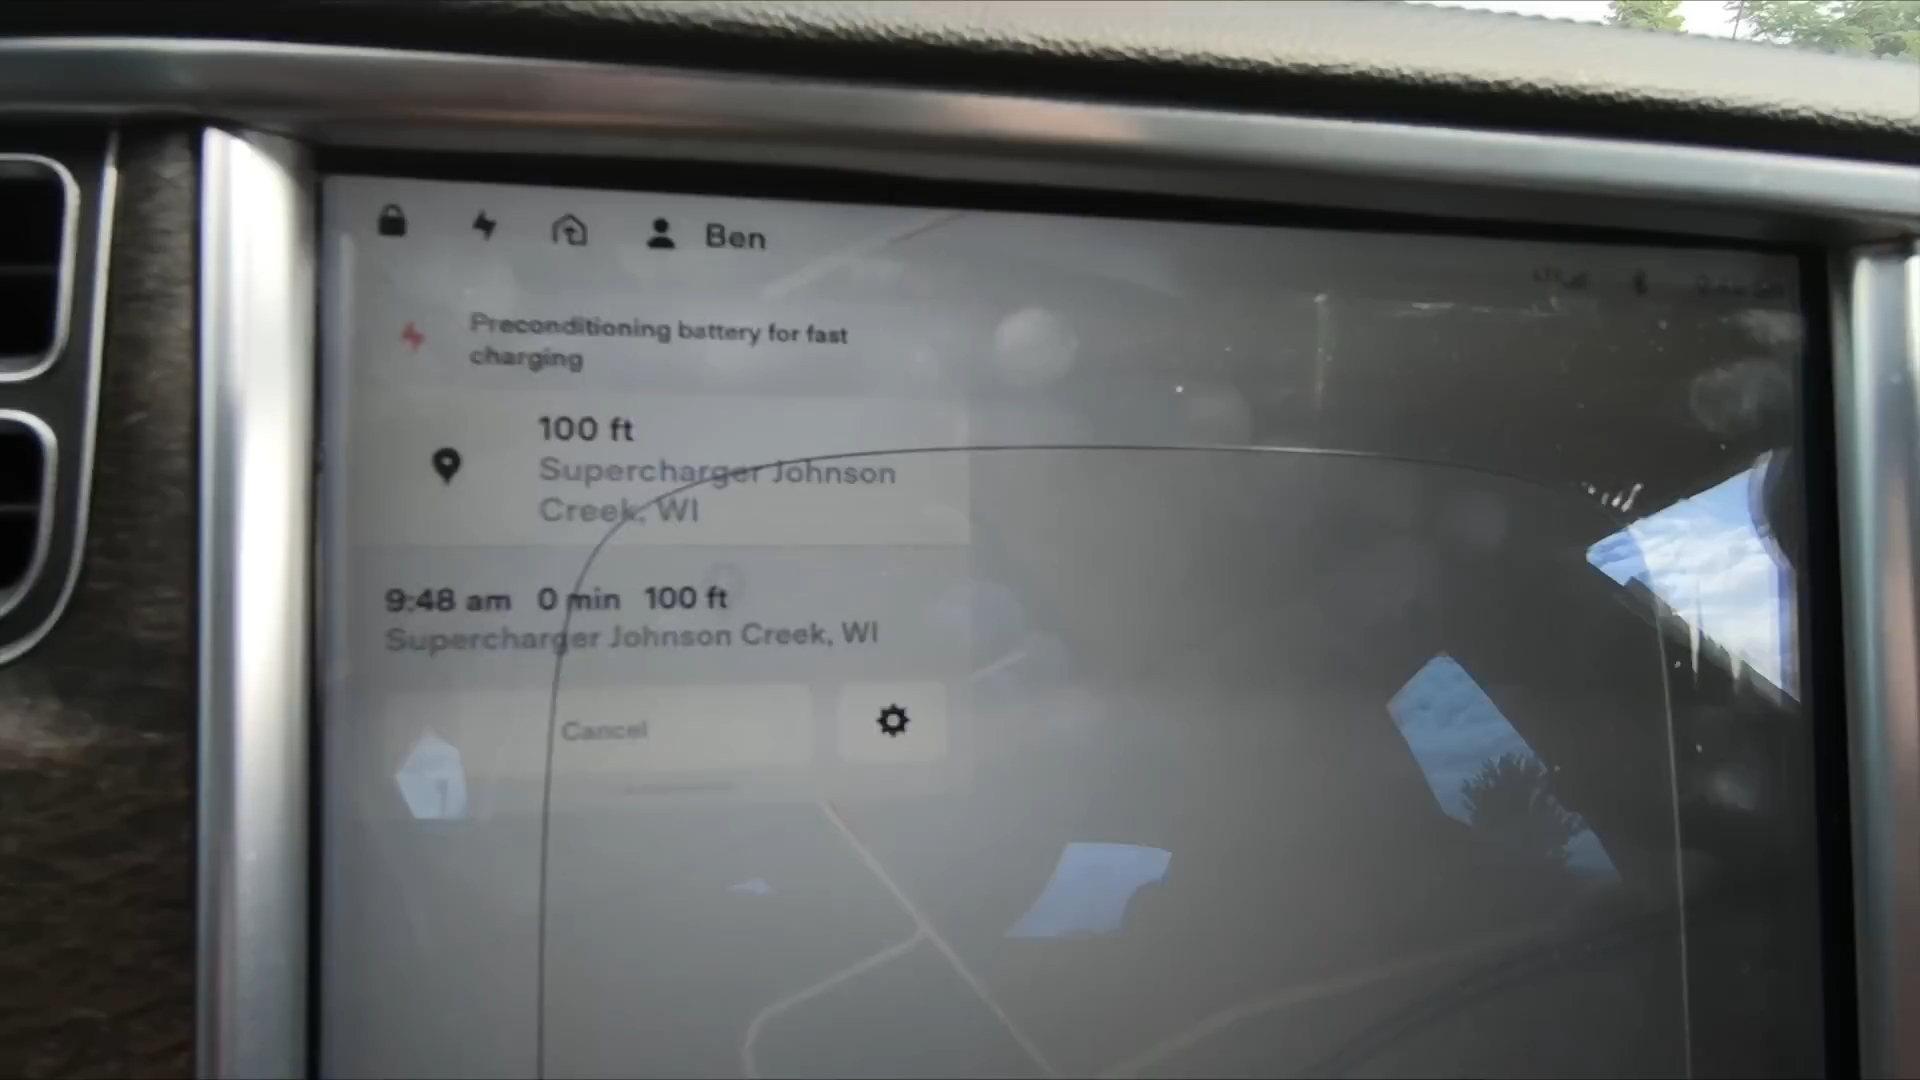 Ben
Preconditioning battery for fast
charging
100 ft
Supercharger Johnson
Creek, WI
9:48 am 0 min 100 ft
Supercharger Johnson Creek, WI
Cancel